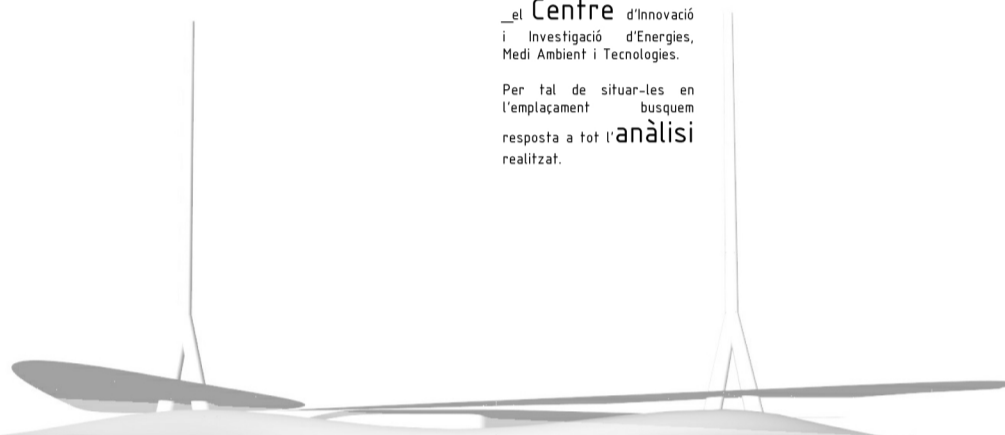 _el Centre d'Innovació
i Investigació d'Energies,
Medi Ambient i Tecnologies.
Per tal de situar-les en
l'emplaçament busquem
resposta a tot l'anàlisi
realitzat.